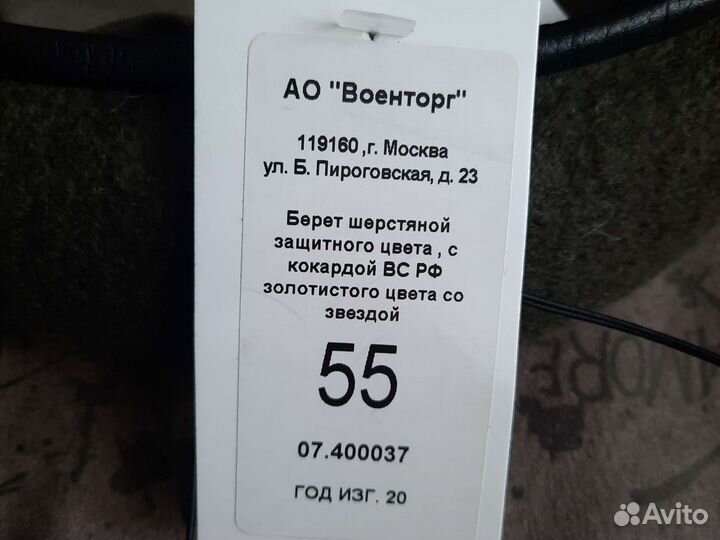 АО "Военторг"
119160 ,г. Москва
ул. Б. Пироговская, д. 23
Берет шерстяной
защитного цвета , с
кокардой ВС РФ
золотистого цвета со
звездой
55
07.400037
ГОД ИЗГ. 20
Avito